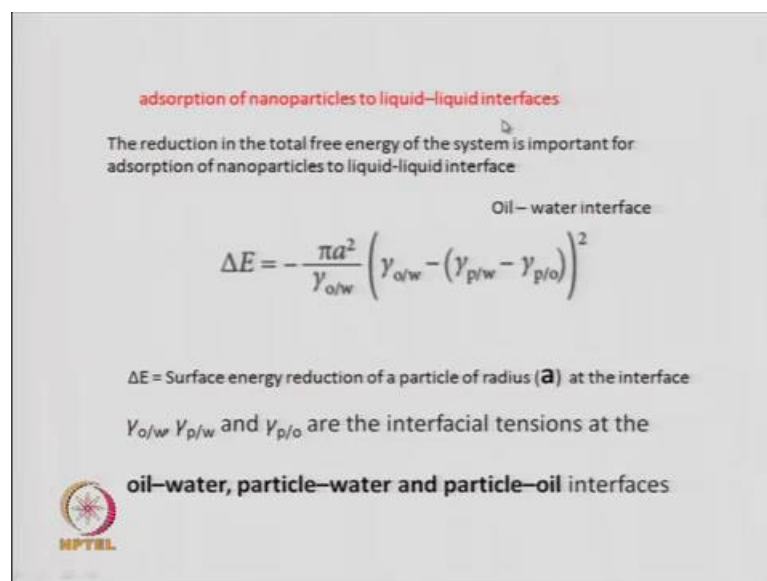 adsorption of nanoparticles to liquid–liquid interfaces
The reduction in the total free energy of the system is important for
adsorption of nanoparticles to liquid-liquid interface
Oil – water interface
ΔE = - πa²/γo/w (γo/w - (γp/w - γp/o))²
ΔE = Surface energy reduction of a particle of radius (a) at the interface
γo/w, γp/w and γp/o are the interfacial tensions at the
oil–water, particle–water and particle–oil interfaces
NPTEL